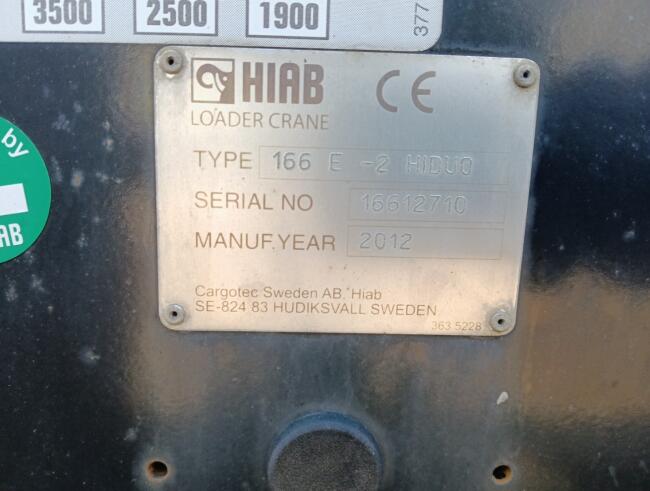 3500 2500 1900
377
by
AB
HIAB CE
LOADER CRANE
TYPE 166 E -2 HIDUO
SERIAL NO 16612710
MANUF.YEAR 2012
Cargotec Sweden AB. Hiab
SE-824 83 HUDIKSVALL SWEDEN
363 5228